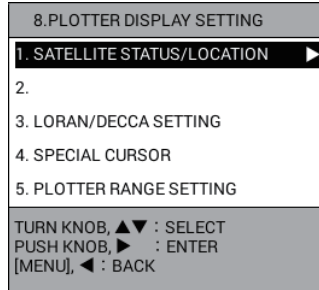 8.PLOTTER DISPLAY SETTING
1. SATELLITE STATUS/LOCATION ▶
2.
3. LORAN/DECCA SETTING
4. SPECIAL CURSOR
5. PLOTTER RANGE SETTING
TURN KNOB, ▲▼ : SELECT
PUSH KNOB, ▶ : ENTER
[MENU], ◀ : BACK